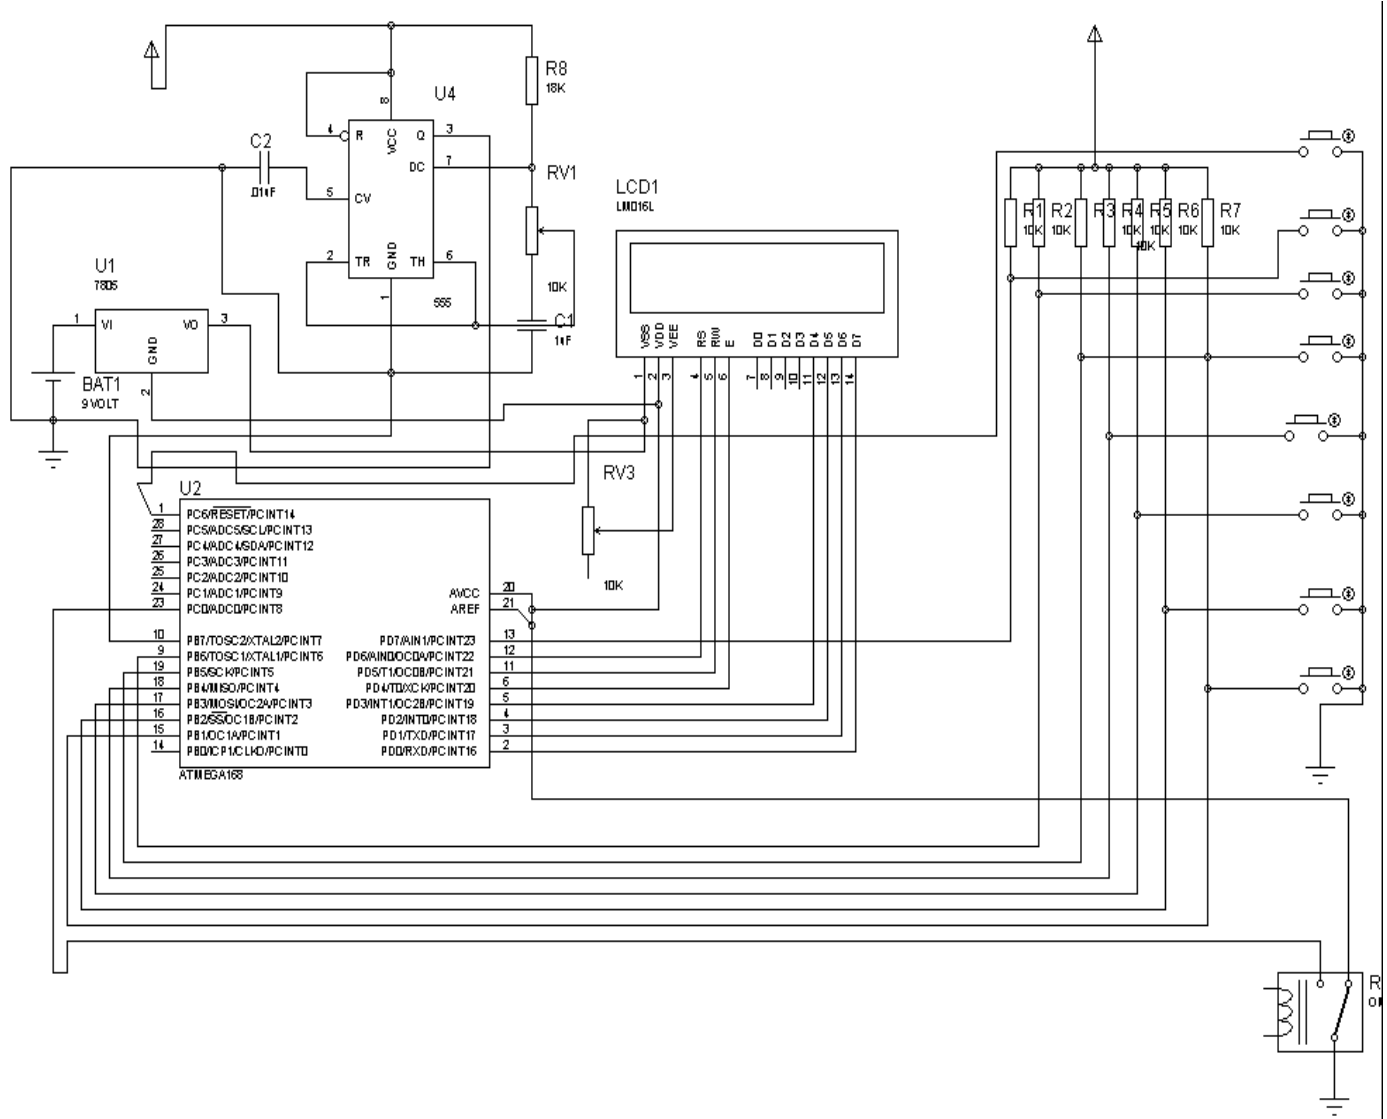 R8
18K
U4
8
4
R
VCC
Q
3
DC
7
C2
.01uF
5
CV
RV1
10K
2
TR
GND
TH
6
1
555
C1
1uF
U1
7805
1
VI
VO
3
GND
2
BAT1
9 VOLT
LCD1
LM016L
VSS
VDD
VEE
RS
RW
E
D0
D1
D2
D3
D4
D5
D6
D7
1
2
3
4
5
6
7
8
9
10
11
12
13
14
R1
10K
R2
10K
R3
10K
R4
10K
R5
10K
R6
10K
R7
10K
RV3
10K
U2
1
PC6/RESET/PCINT14
28
PC5/ADC5/SCL/PCINT13
27
PC4/ADC4/SDA/PCINT12
26
PC3/ADC3/PCINT11
25
PC2/ADC2/PCINT10
24
PC1/ADC1/PCINT9
23
PC0/ADC0/PCINT8
10
PB7/TOSC2/XTAL2/PCINT7
9
PB6/TOSC1/XTAL1/PCINT6
19
PB5/SCK/PCINT5
18
PB4/MISO/PCINT4
17
PB3/MOSI/OC2A/PCINT3
16
PB2/SS/OC1B/PCINT2
15
PB1/OC1A/PCINT1
14
PB0/ICP1/CLKO/PCINT0
AVCC
20
AREF
21
PD7/AIN1/PCINT23
13
PD6/AIN0/OC0A/PCINT22
12
PD5/T1/OC0B/PCINT21
11
PD4/T0/XCK/PCINT20
6
PD3/INT1/OC2B/PCINT19
5
PD2/INT0/PCINT18
4
PD1/TXD/PCINT17
3
PD0/RXD/PCINT16
2
ATMEGA168
R